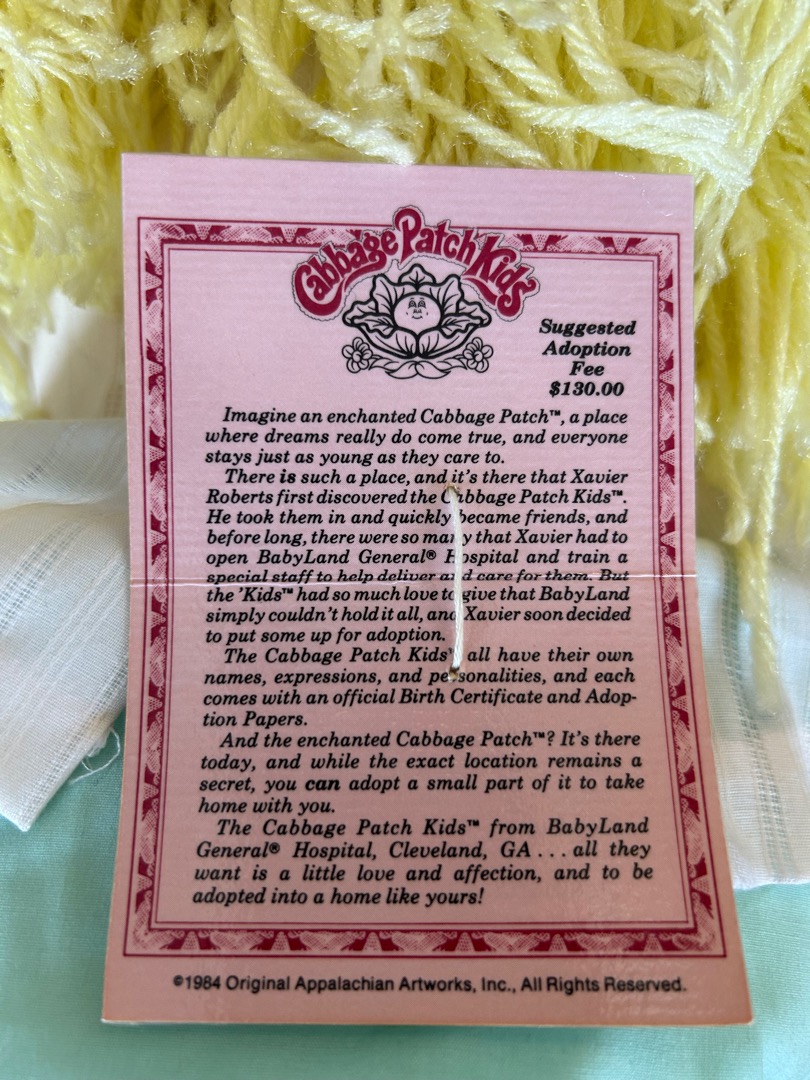 Cabbage Patch Kids
Suggested
Adoption
Fee
$130.00
Imagine an enchanted Cabbage Patch™, a place
where dreams really do come true, and everyone
stays just as young as they care to.
There is such a place, and it's there that Xavier
Roberts first discovered the Cabbage Patch Kids™.
He took them in and quickly became friends, and
before long, there were so many that Xavier had to
open BabyLand General® Hospital and train a
special staff to help deliver and care for them. But
the 'Kids™ had so much love to give that BabyLand
simply couldn't hold it all, and Xavier soon decided
to put some up for adoption.
The Cabbage Patch Kids™ all have their own
names, expressions, and personalities, and each
comes with an official Birth Certificate and Adop-
tion Papers.
And the enchanted Cabbage Patch™? It's there
today, and while the exact location remains a
secret, you can adopt a small part of it to take
home with you.
The Cabbage Patch Kids™ from BabyLand
General® Hospital, Cleveland, GA . . . all they
want is a little love and affection, and to be
adopted into a home like yours!
©1984 Original Appalachian Artworks, Inc., All Rights Reserved.